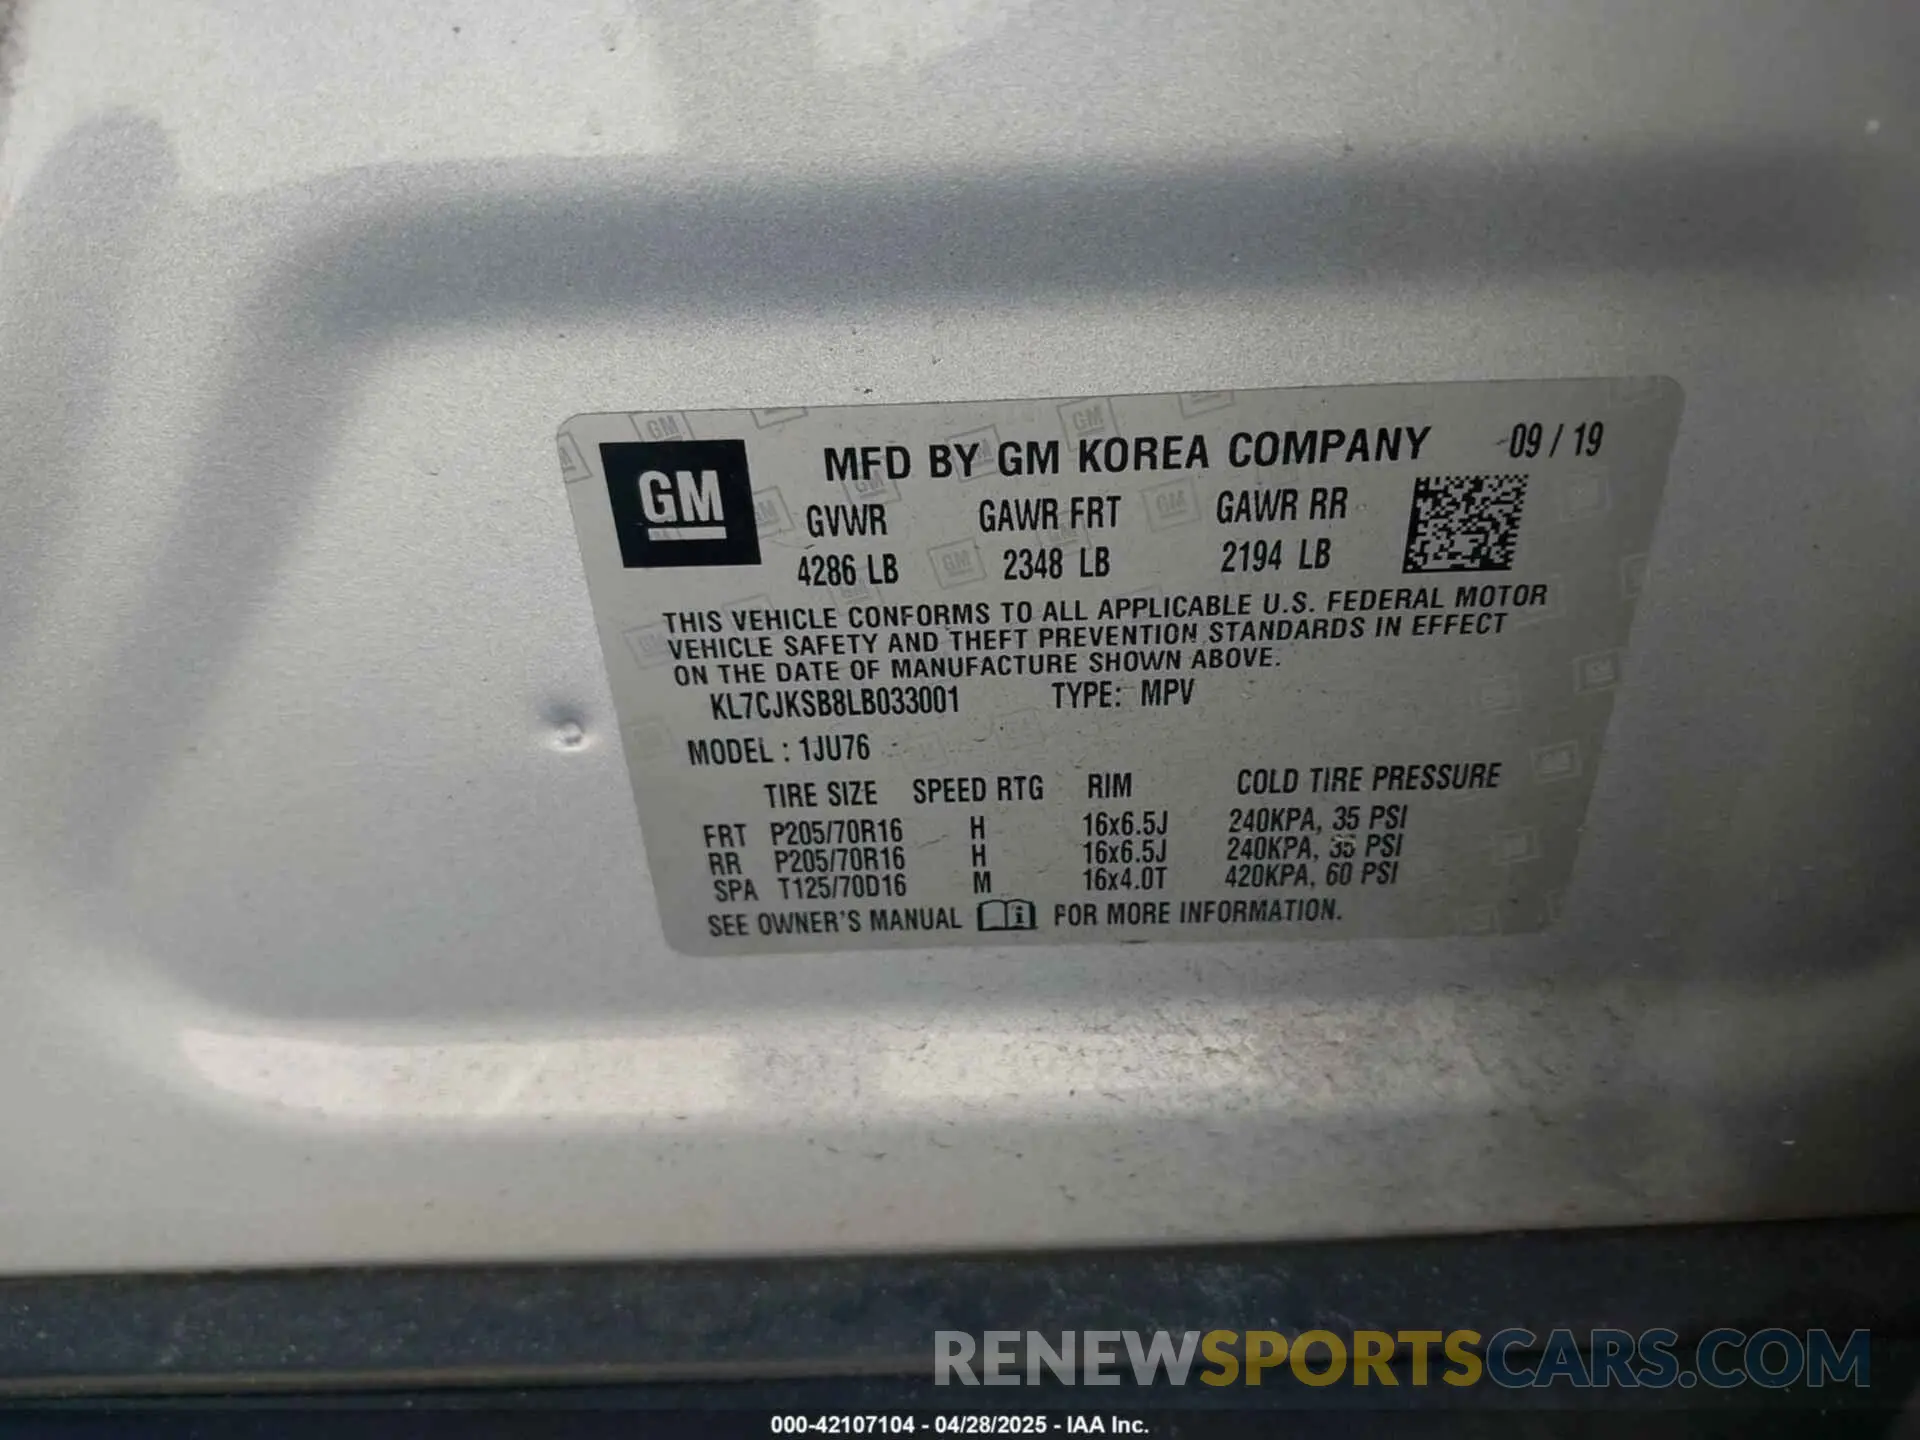 GM
MFD BY GM KOREA COMPANY 09 / 19
GVWR GAWR FRT GAWR RR
4286 LB 2348 LB 2194 LB
THIS VEHICLE CONFORMS TO ALL APPLICABLE U.S. FEDERAL MOTOR
VEHICLE SAFETY AND THEFT PREVENTION STANDARDS IN EFFECT
ON THE DATE OF MANUFACTURE SHOWN ABOVE.
KL7CJKSB8LB033001 TYPE: MPV
MODEL : 1JU76
TIRE SIZE SPEED RTG RIM COLD TIRE PRESSURE
FRT P205/70R16 H 16x6.5J 240KPA, 35 PSI
RR P205/70R16 H 16x6.5J 240KPA, 35 PSI
SPA T125/70D16 M 16x4.0T 420KPA, 60 PSI
SEE OWNER'S MANUAL FOR MORE INFORMATION.
RENEWSPORTSCARS.COM
000-42107104 - 04/28/2025 - IAA Inc.